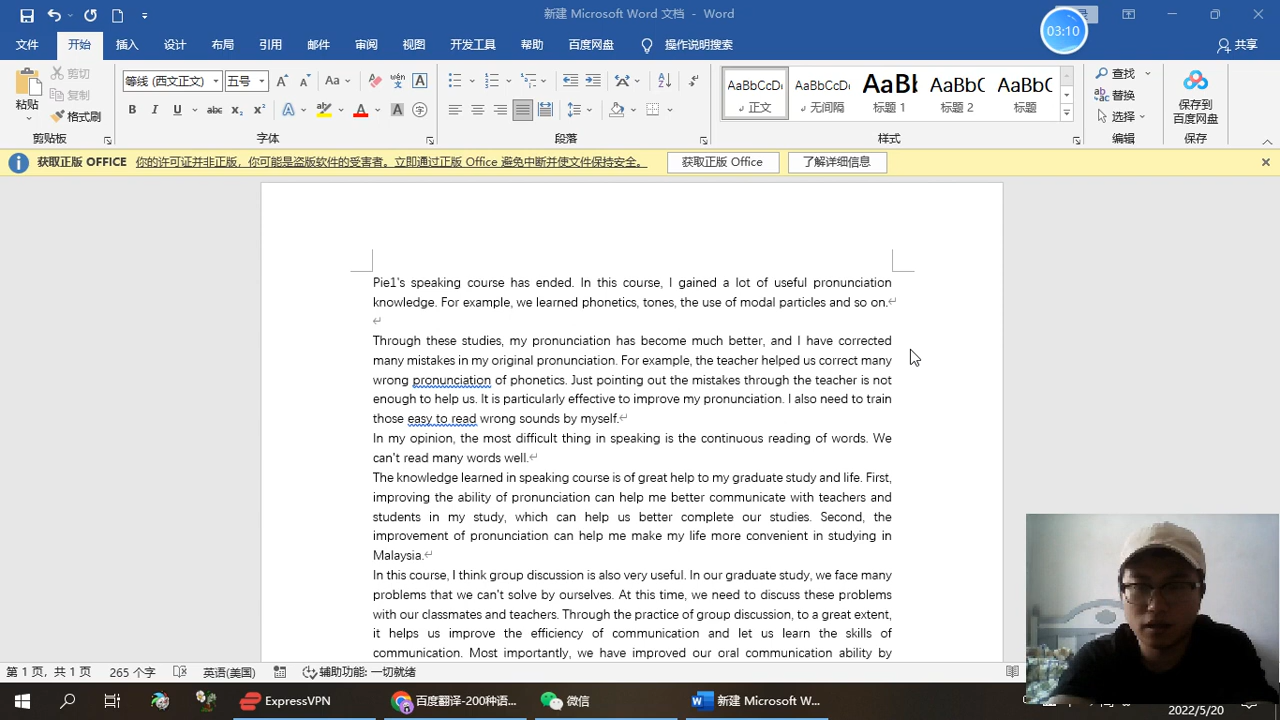 新建 Microsoft Word 文档 - Word
03:10
文件 开始 插入 设计 布局 引用 邮件 审阅 视图 开发工具 帮助 百度网盘 操作说明搜索 共享
粘贴 剪切 复制 格式刷
等线 (西文正文) 五号
AaBbCcDc AaBbCcDc AaBb AaBbC AaBbC
正文 无间隔 标题 1 标题 2 标题
查找 替换 选择
保存到
百度网盘
剪贴板 字体 段落 样式 编辑 保存
获取正版 OFFICE 你的许可证并非正版,你可能是盗版软件的受害者。立即通过正版 Office 避免中断并使文件保持安全。 获取正版 Office 了解详细信息
Pie1's speaking course has ended. In this course, I gained a lot of useful pronunciation
knowledge. For example, we learned phonetics, tones, the use of modal particles and so on.
Through these studies, my pronunciation has become much better, and I have corrected
many mistakes in my original pronunciation. For example, the teacher helped us correct many
wrong pronunciation of phonetics. Just pointing out the mistakes through the teacher is not
enough to help us. It is particularly effective to improve my pronunciation. I also need to train
those easy to read wrong sounds by myself.
In my opinion, the most difficult thing in speaking is the continuous reading of words. We
can't read many words well.
The knowledge learned in speaking course is of great help to my graduate study and life. First,
improving the ability of pronunciation can help me better communicate with teachers and
students in my study, which can help us better complete our studies. Second, the
improvement of pronunciation can help me make my life more convenient in studying in
Malaysia.
In this course, I think group discussion is also very useful. In our graduate study, we face many
problems that we can't solve by ourselves. At this time, we need to discuss these problems
with our classmates and teachers. Through the practice of group discussion, to a great extent,
it helps us improve the efficiency of communication and let us learn the skills of
communication. Most importantly, we have improved our oral communication ability by
第 1 页, 共 1 页 265 个字 英语(美国) 辅助功能: 一切就绪
ExpressVPN 百度翻译-200种语... 微信 新建 Microsoft W...
2022/5/20